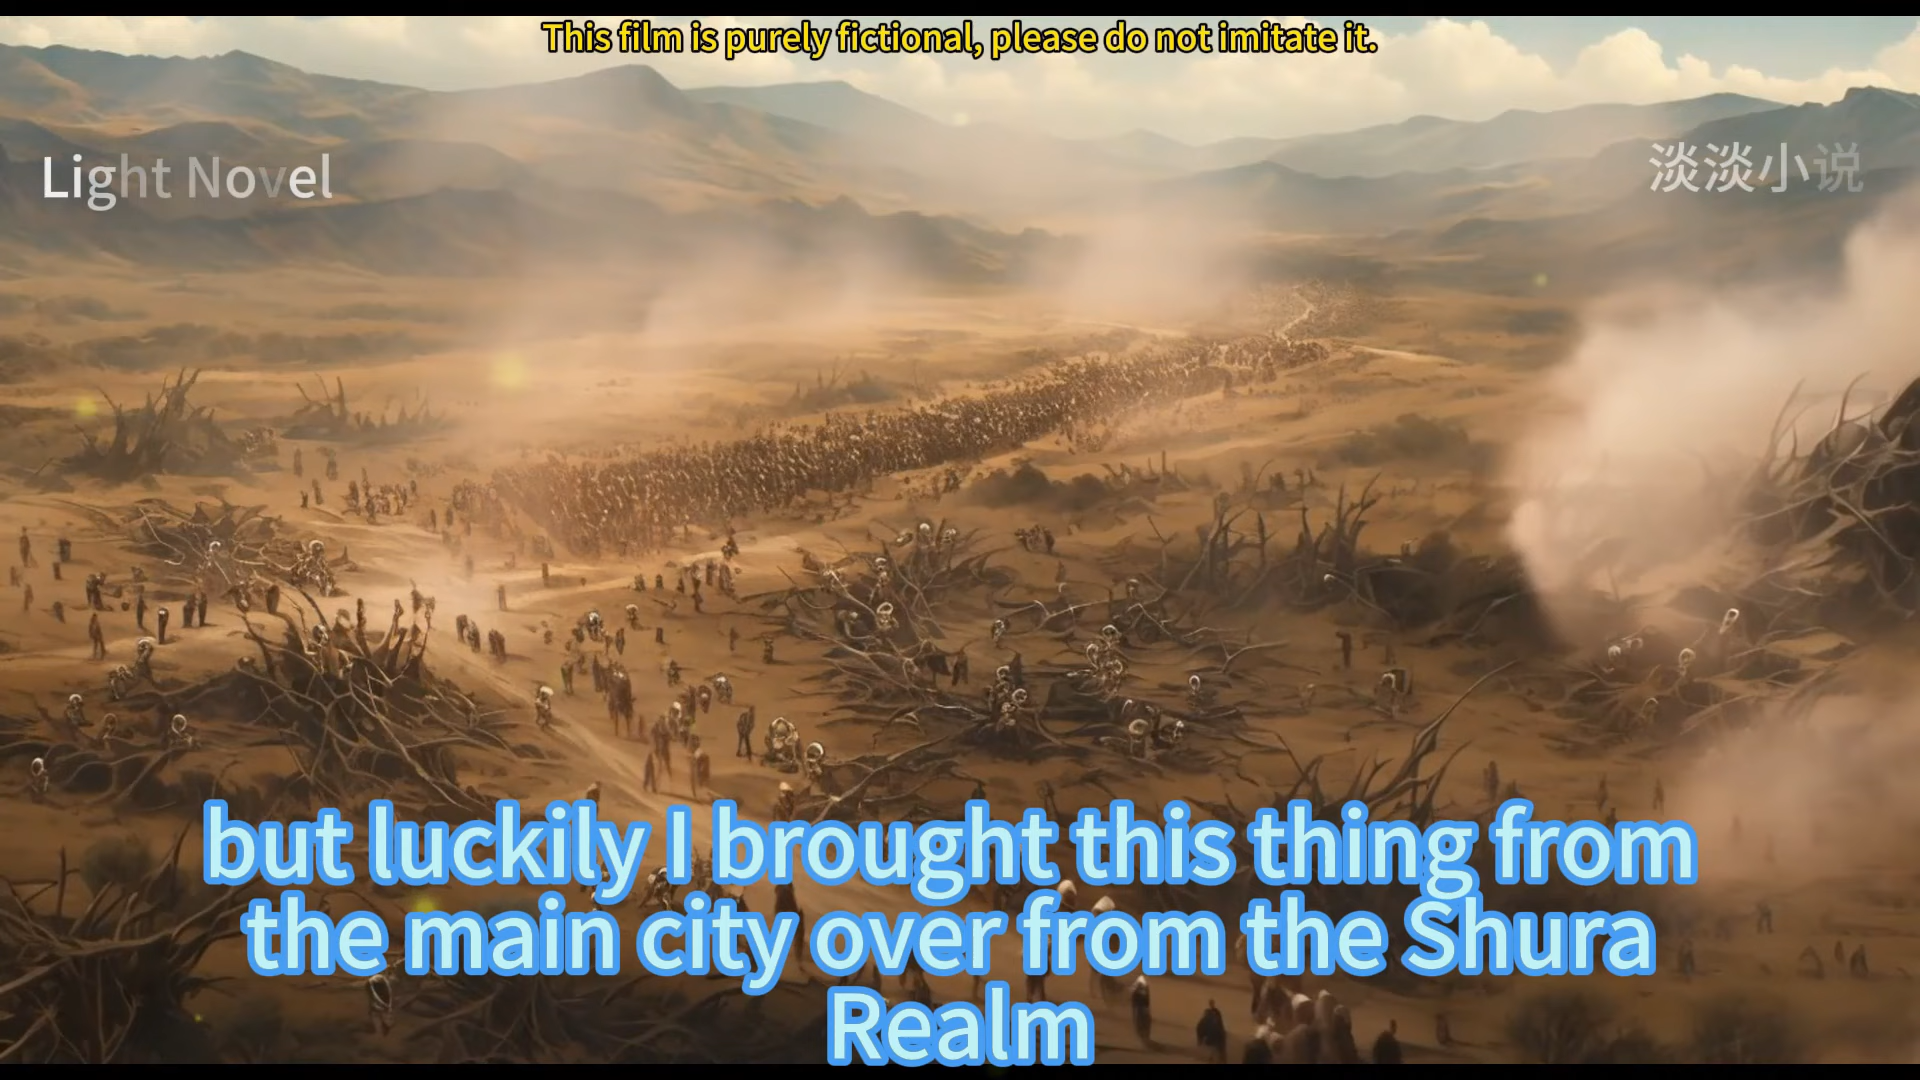 This film is purely fictional, please do not imitate it.
Light Novel
淡淡小说
but luckily I brought this thing from
the main city over from the Shura
Realm